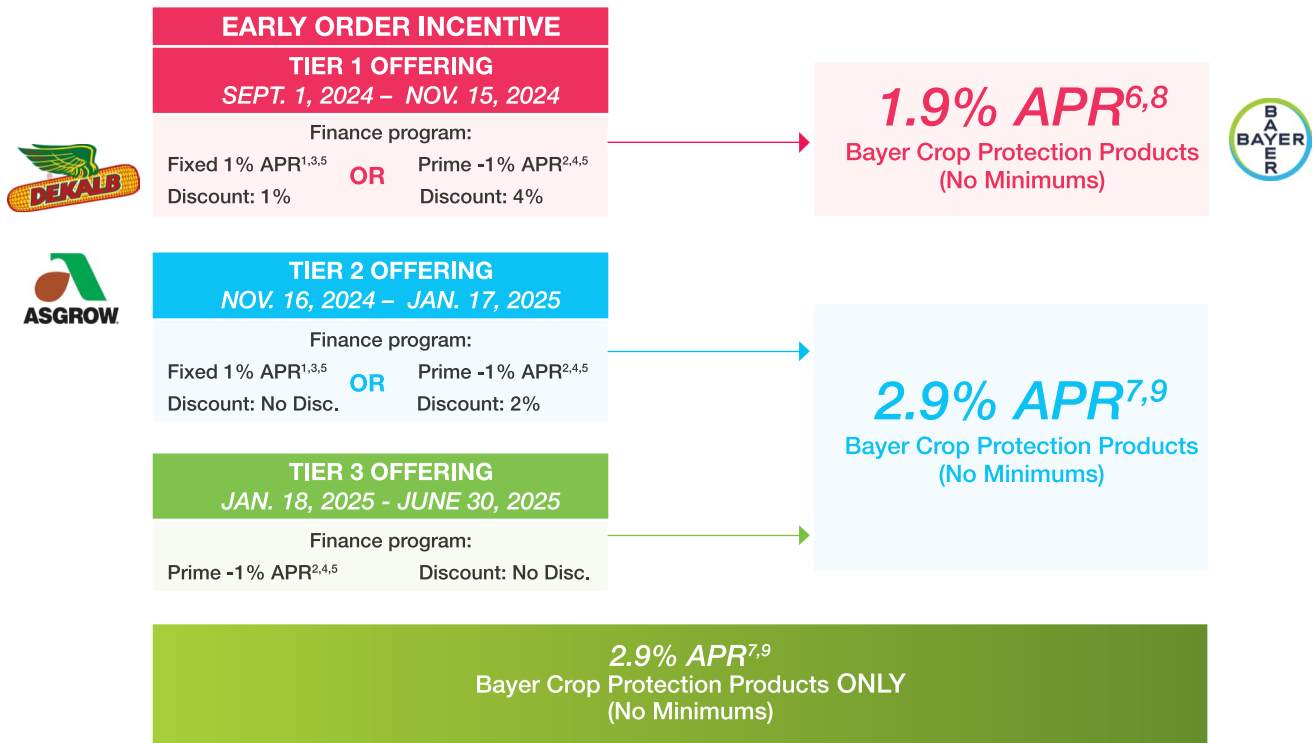 EARLY ORDER INCENTIVE
TIER 1 OFFERING
SEPT. 1, 2024 – NOV. 15, 2024
Finance program:
Fixed 1% APR1,3,5
OR
Prime -1% APR2,4,5
Discount: 1%
Discount: 4%
1.9% APR6,8
Bayer Crop Protection Products
(No Minimums)
BAYER
BAYER
DEKALB
ASGROW
TIER 2 OFFERING
NOV. 16, 2024 – JAN. 17, 2025
Finance program:
Fixed 1% APR1,3,5
OR
Prime -1% APR2,4,5
Discount: No Disc.
Discount: 2%
2.9% APR7,9
Bayer Crop Protection Products
(No Minimums)
TIER 3 OFFERING
JAN. 18, 2025 - JUNE 30, 2025
Finance program:
Prime -1% APR2,4,5
Discount: No Disc.
2.9% APR7,9
Bayer Crop Protection Products ONLY
(No Minimums)